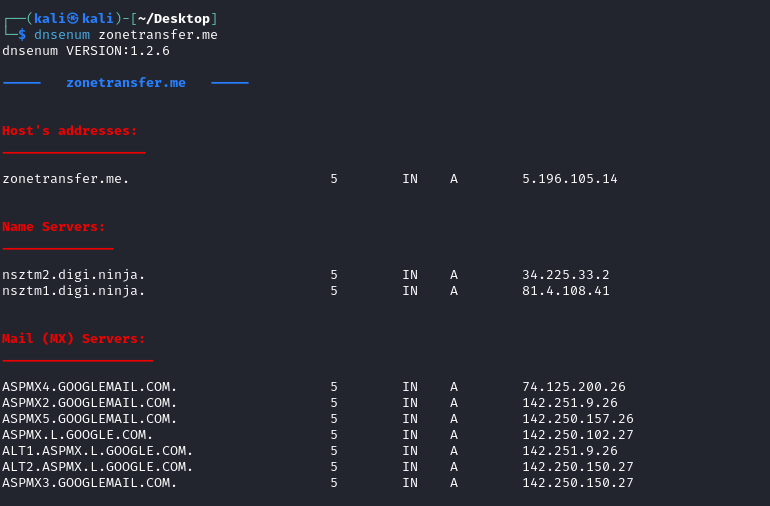 ┌──(kali㉿kali)-[~/Desktop]
└─$ dnsenum zonetransfer.me
dnsenum VERSION:1.2.6
----- zonetransfer.me -----
Host's addresses:
__________________
zonetransfer.me. 5 IN A 5.196.105.14
Name Servers:
______________
nsztm2.digi.ninja. 5 IN A 34.225.33.2
nsztm1.digi.ninja. 5 IN A 81.4.108.41
Mail (MX) Servers:
___________________
ASPMX4.GOOGLEMAIL.COM. 5 IN A 74.125.200.26
ASPMX2.GOOGLEMAIL.COM. 5 IN A 142.251.9.26
ASPMX5.GOOGLEMAIL.COM. 5 IN A 142.250.157.26
ASPMX.L.GOOGLE.COM. 5 IN A 142.250.102.27
ALT1.ASPMX.L.GOOGLE.COM. 5 IN A 142.251.9.26
ALT2.ASPMX.L.GOOGLE.COM. 5 IN A 142.250.150.27
ASPMX3.GOOGLEMAIL.COM. 5 IN A 142.250.150.27